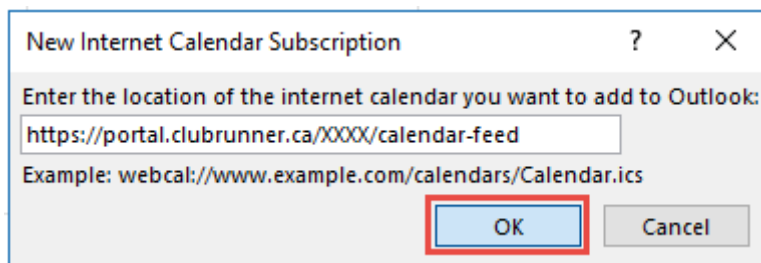 New Internet Calendar Subscription ? ×
Enter the location of the internet calendar you want to add to Outlook:
https://portal.clubrunner.ca/XXXX/calendar-feed
Example: webcal://www.example.com/calendars/Calendar.ics
OK Cancel